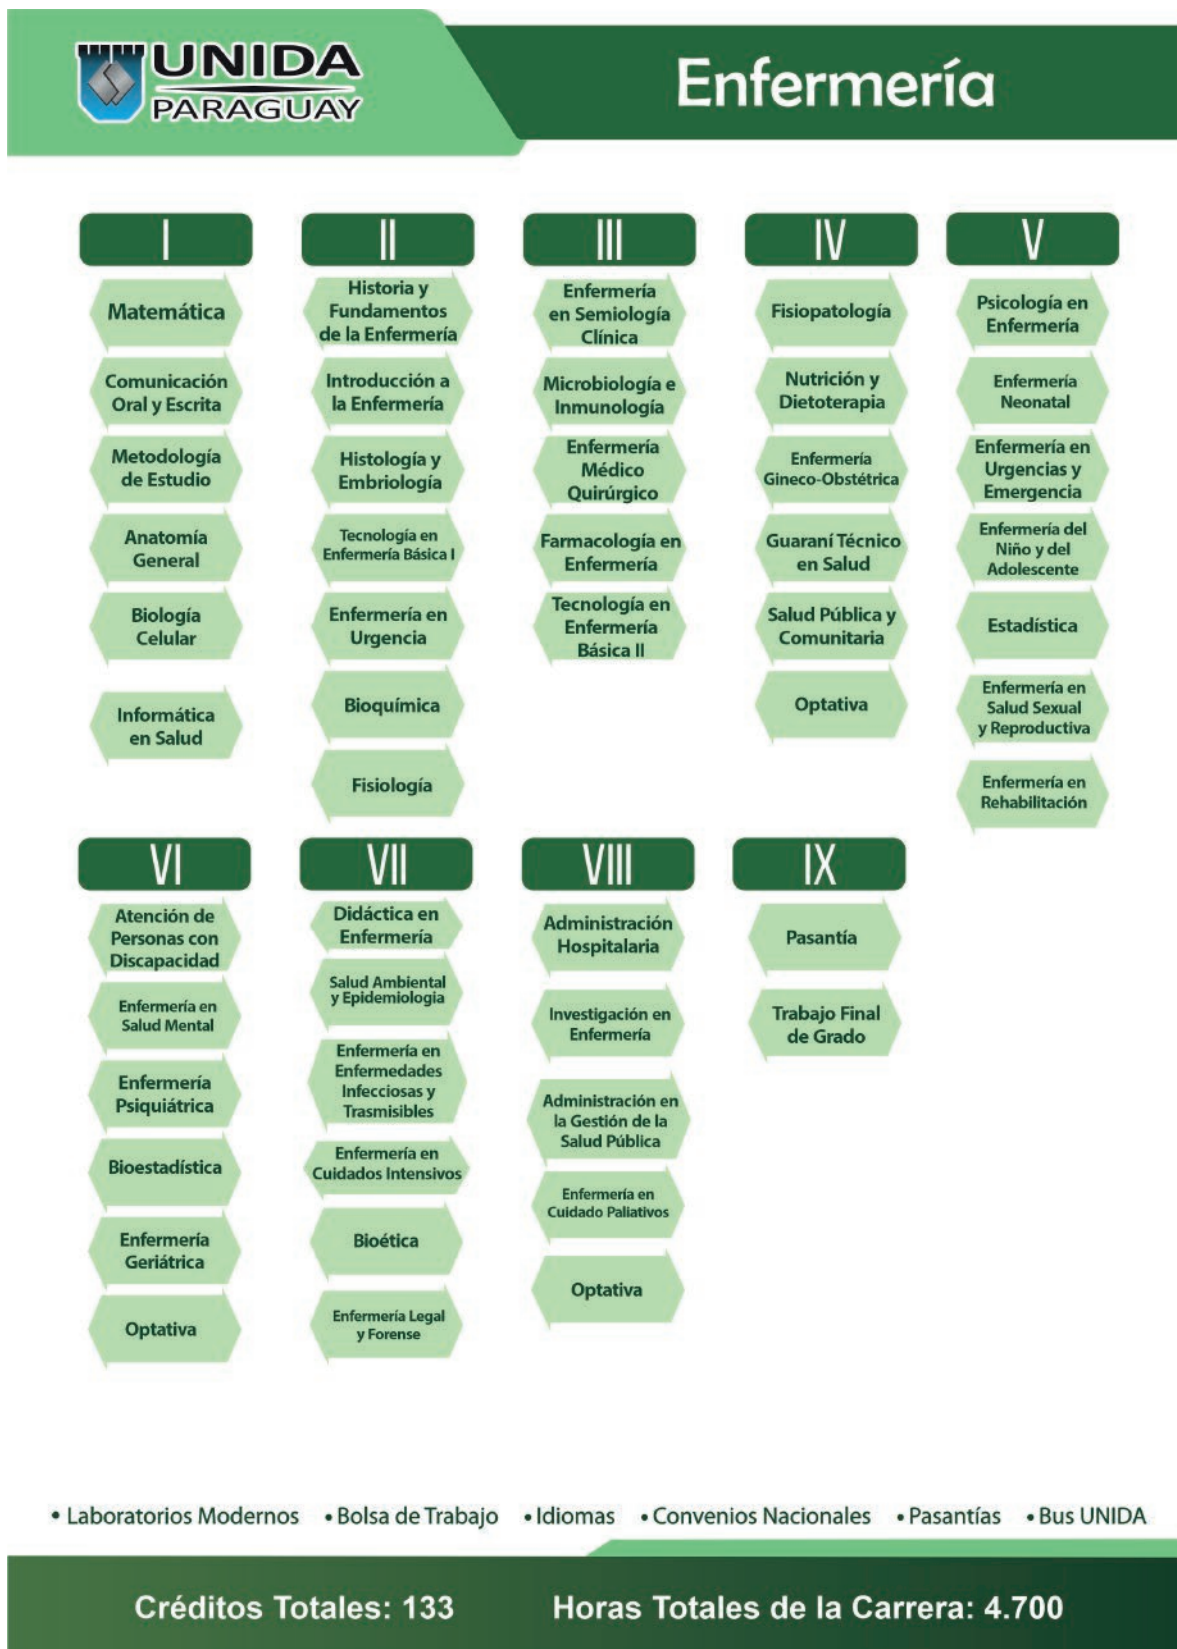 UNIDA
PARAGUAY
Enfermería
I
Matemática
Comunicación
Oral y Escrita
Metodología
de Estudio
Anatomía
General
Biología
Celular
Informática
en Salud
II
Historia y
Fundamentos
de la Enfermería
Introducción a
la Enfermería
Histología y
Embriología
Tecnología en
Enfermería Básica I
Enfermería en
Urgencia
Bioquímica
Fisiología
III
Enfermería
en Semiología
Clínica
Microbiología e
Inmunología
Enfermería
Médico
Quirúrgico
Farmacología en
Enfermería
Tecnología en
Enfermería
Básica II
IV
Fisiopatología
Nutrición y
Dietoterapia
Enfermería
Gineco-Obstétrica
Guaraní Técnico
en Salud
Salud Pública y
Comunitaria
Optativa
V
Psicología en
Enfermería
Enfermería
Neonatal
Enfermería en
Urgencias y
Emergencia
Enfermería del
Niño y del
Adolescente
Estadística
Enfermería en
Salud Sexual
y Reproductiva
Enfermería en
Rehabilitación
VI
Atención de
Personas con
Discapacidad
Enfermería en
Salud Mental
Enfermería
Psiquiátrica
Bioestadística
Enfermería
Geriátrica
Optativa
VII
Didáctica en
Enfermería
Salud Ambiental
y Epidemiologia
Enfermería en
Enfermedades
Infecciosas y
Trasmisibles
Enfermería en
Cuidados Intensivos
Bioética
Enfermería Legal
y Forense
VIII
Administración
Hospitalaria
Investigación en
Enfermería
Administración en
la Gestión de la
Salud Pública
Enfermería en
Cuidado Paliativos
Optativa
IX
Pasantía
Trabajo Final
de Grado
• Laboratorios Modernos • Bolsa de Trabajo • Idiomas • Convenios Nacionales • Pasantías • Bus UNIDA
Créditos Totales: 133 Horas Totales de la Carrera: 4.700